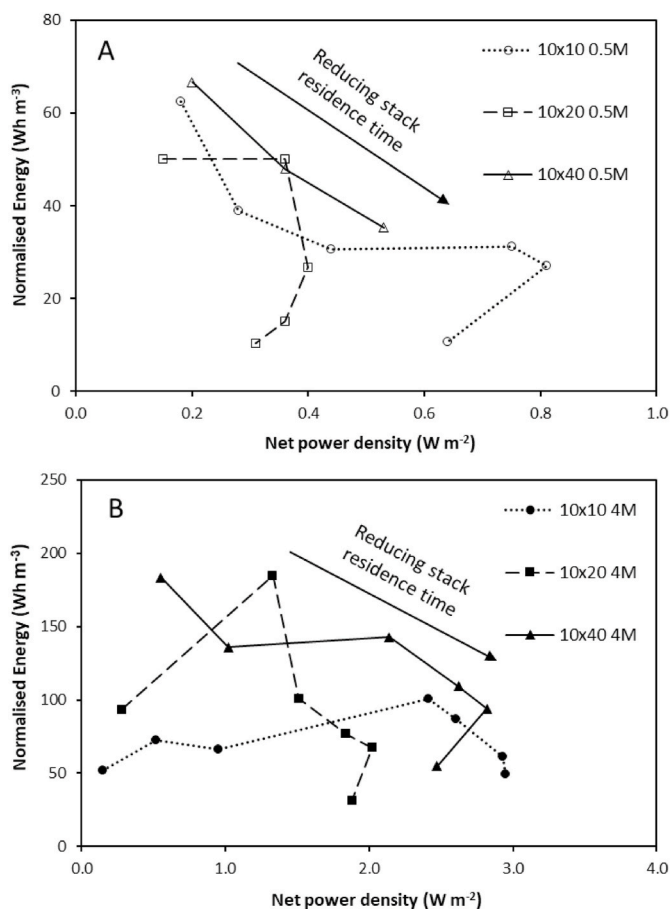 80
60
40
20
0
Normalised Energy (Wh m⁻³)
A
Reducing stack
residence time
10x10 0.5M
10x20 0.5M
10x40 0.5M
0.0 0.2 0.4 0.6 0.8 1.0
Net power density (W m⁻²)
250
200
150
100
50
0
Normalised Energy (Wh m⁻³)
B
Reducing stack
residence time
10x10 4M
10x20 4M
10x40 4M
0.0 1.0 2.0 3.0 4.0
Net power density (W m⁻²)